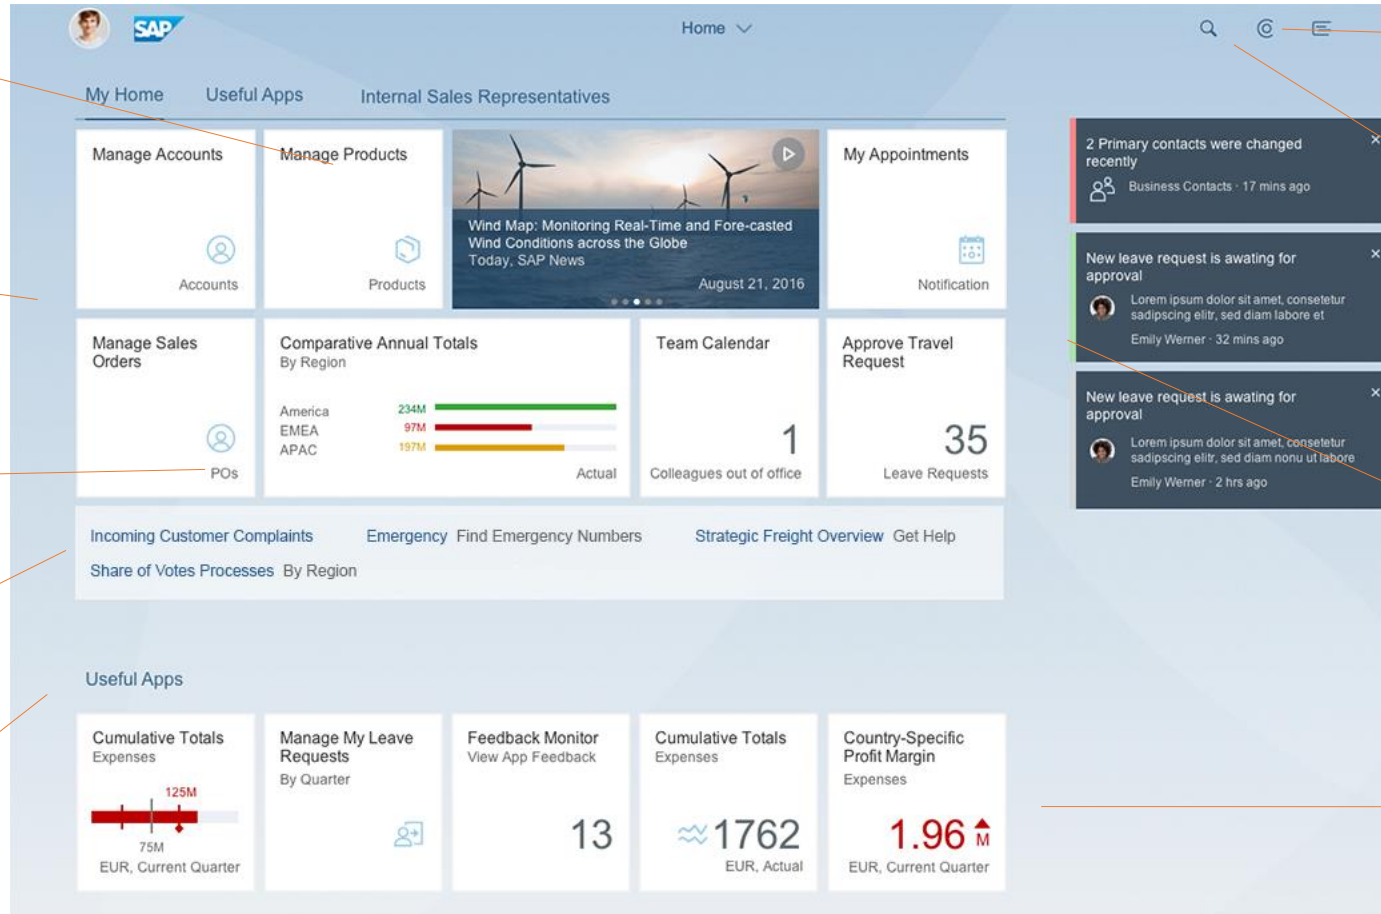 SAP
Home
My Home
Useful Apps
Internal Sales Representatives
Manage Accounts
Accounts
Manage Products
Products
Wind Map: Monitoring Real-Time and Fore-casted
Wind Conditions across the Globe
Today, SAP News
August 21, 2016
My Appointments
Notification
Manage Sales
Orders
POs
Comparative Annual Totals
By Region
America 234M
EMEA 97M
APAC 197M
Actual
Team Calendar
1
Colleagues out of office
Approve Travel
Request
35
Leave Requests
Incoming Customer Complaints
Emergency Find Emergency Numbers
Strategic Freight Overview Get Help
Share of Votes Processes By Region
2 Primary contacts were changed
recently
Business Contacts · 17 mins ago
New leave request is awating for
approval
Lorem ipsum dolor sit amet, consetetur
sadipscing elitr, sed diam labore et
Emily Werner · 32 mins ago
New leave request is awating for
approval
Lorem ipsum dolor sit amet, consetetur
sadipscing elitr, sed diam nonu ut labore
Emily Werner · 2 hrs ago
Useful Apps
Cumulative Totals
Expenses
125M
75M
EUR, Current Quarter
Manage My Leave
Requests
By Quarter
Feedback Monitor
View App Feedback
13
Cumulative Totals
Expenses
1762
EUR, Actual
Country-Specific
Profit Margin
Expenses
1.96 M
EUR, Current Quarter